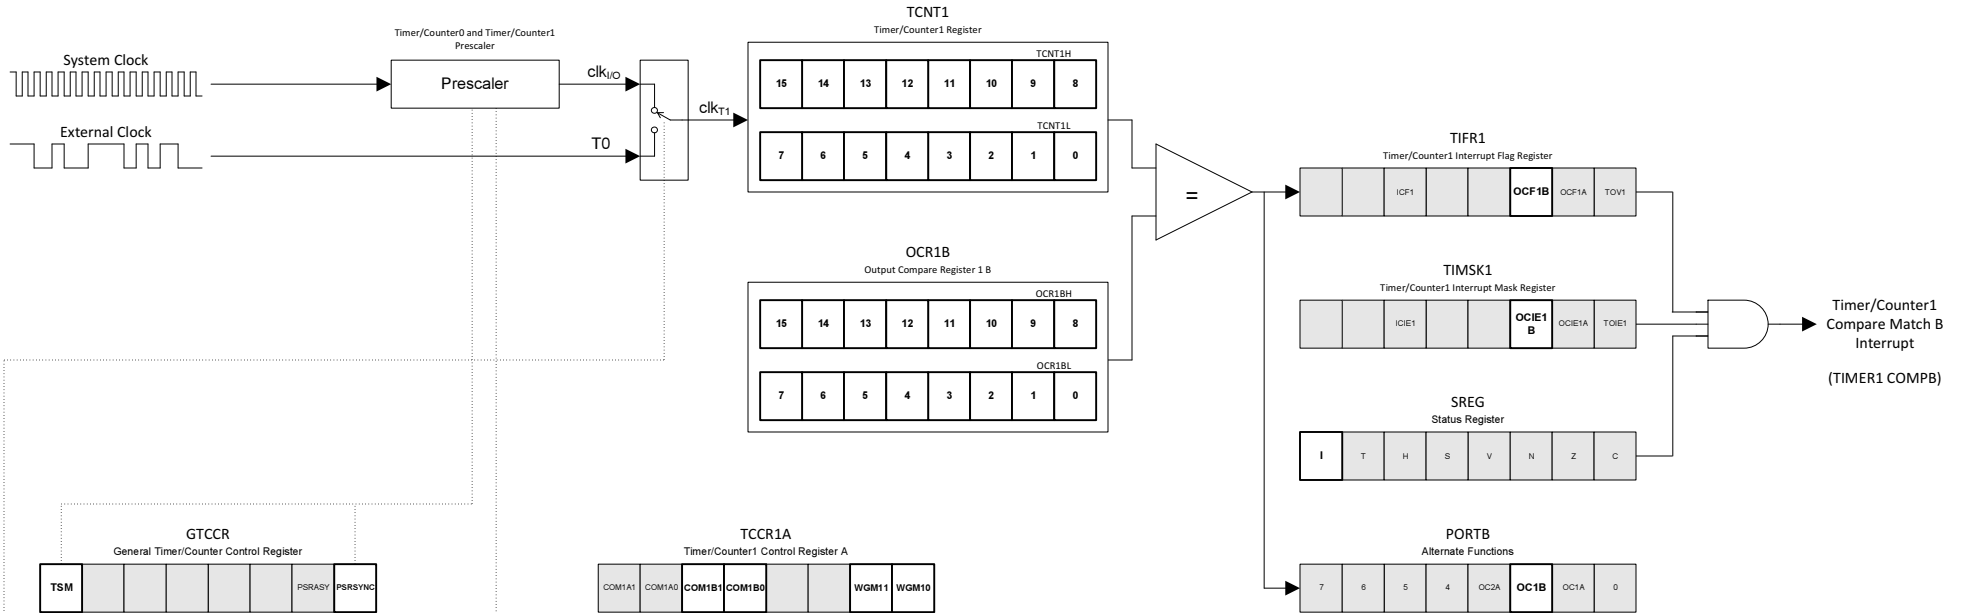 TCNT1
Timer/Counter1 Register
Timer/Counter0 and Timer/Counter1
Prescaler
System Clock
Prescaler
clkI/O
clkT1
External Clock
T0
TCNT1H
15 14 13 12 11 10 9 8
TCNT1L
7 6 5 4 3 2 1 0
=
OCR1B
Output Compare Register 1 B
OCR1BH
15 14 13 12 11 10 9 8
OCR1BL
7 6 5 4 3 2 1 0
TIFR1
Timer/Counter1 Interrupt Flag Register
ICF1 OCF1B OCF1A TOV1
TIMSK1
Timer/Counter1 Interrupt Mask Register
ICIE1 OCIE1 OCIE1A TOIE1
B
Timer/Counter1
Compare Match B
Interrupt
(TIMER1 COMPB)
SREG
Status Register
I T H S V N Z C
GTCCR
General Timer/Counter Control Register
TSM PSRASY PSRSYNC
TCCR1A
Timer/Counter1 Control Register A
COM1A1 COM1A0 COM1B1 COM1B0 WGM11 WGM10
PORTB
Alternate Functions
7 6 5 4 OC2A OC1B OC1A 0